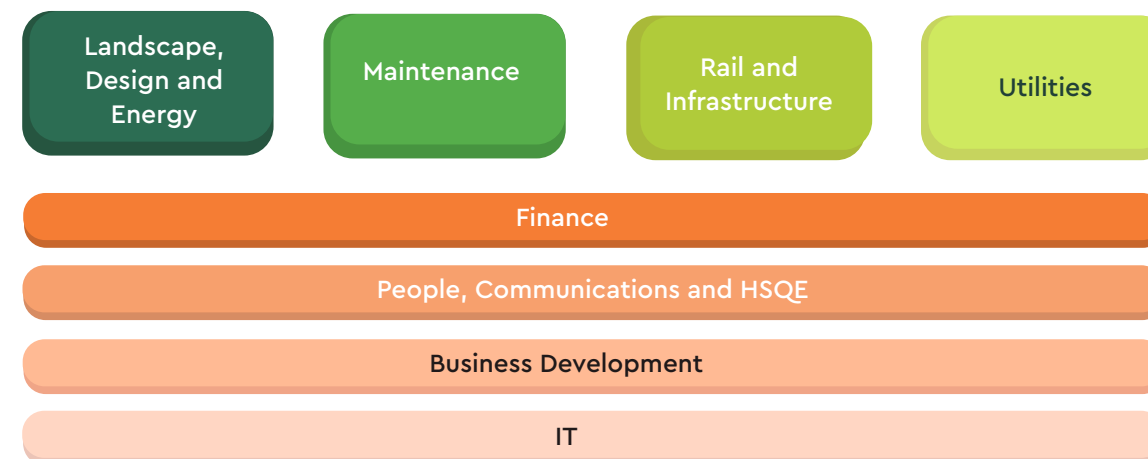 Landscape,
Design and
Energy
Maintenance
Rail and
Infrastructure
Utilities
Finance
People, Communications and HSQE
Business Development
IT